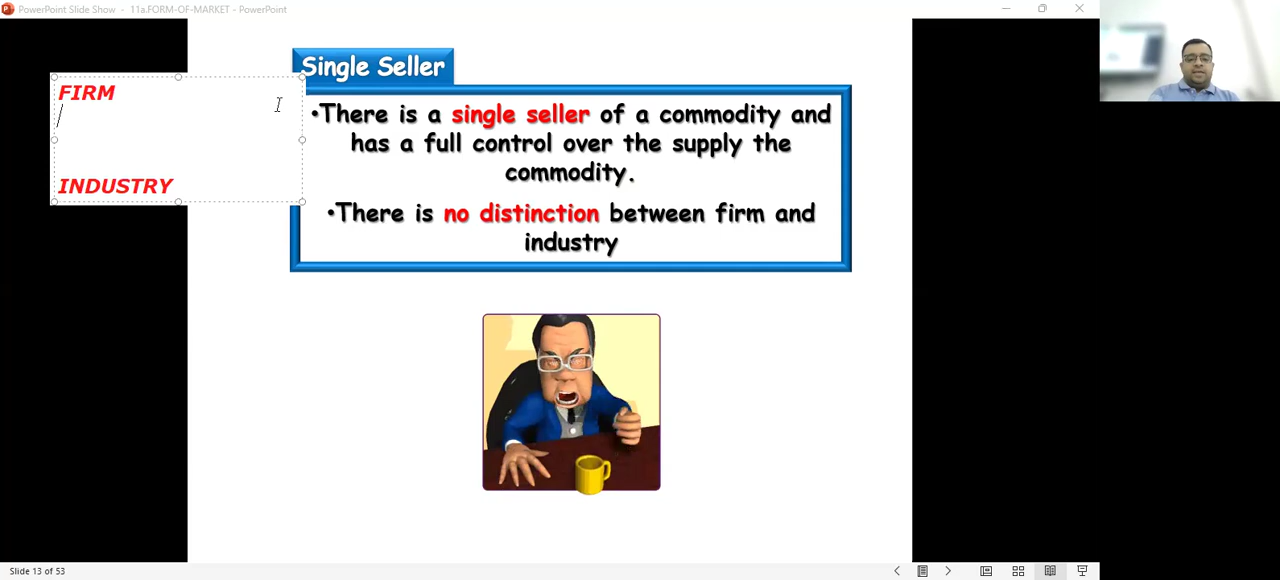 PowerPoint Slide Show - 11a.FORM-OF-MARKET - PowerPoint
Single Seller
FIRM
INDUSTRY
•There is a single seller of a commodity and
has a full control over the supply the
commodity.
•There is no distinction between firm and
industry
Slide 13 of 53